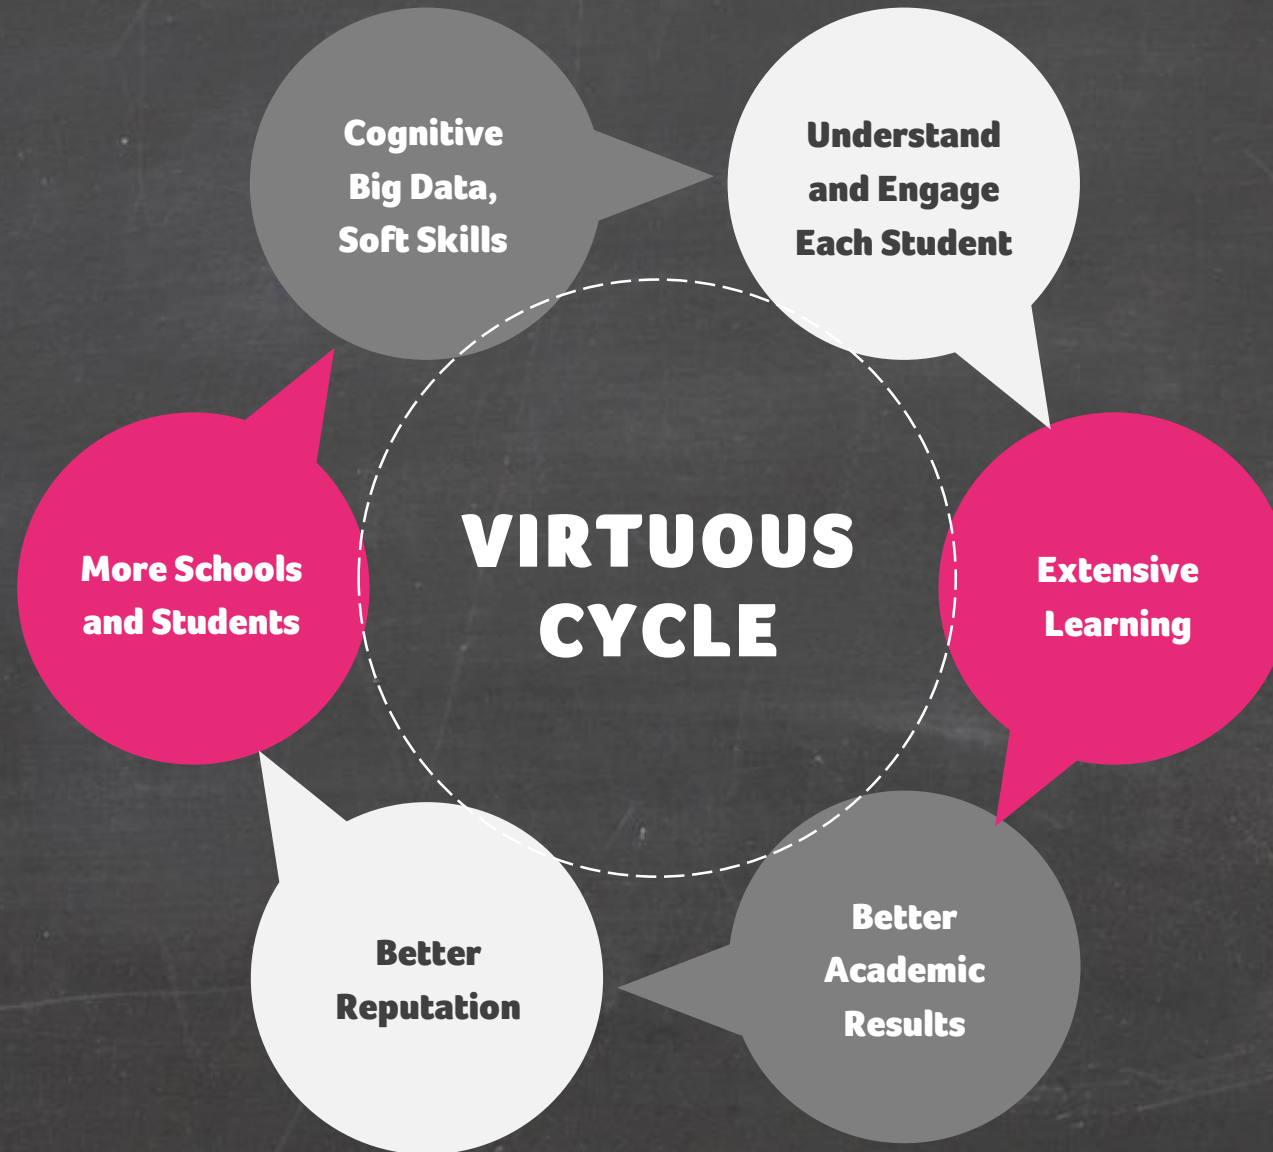 Cognitive
Big Data,
Soft Skills
Understand
and Engage
Each Student
Extensive
Learning
Better
Academic
Results
Better
Reputation
More Schools
and Students
VIRTUOUS
CYCLE